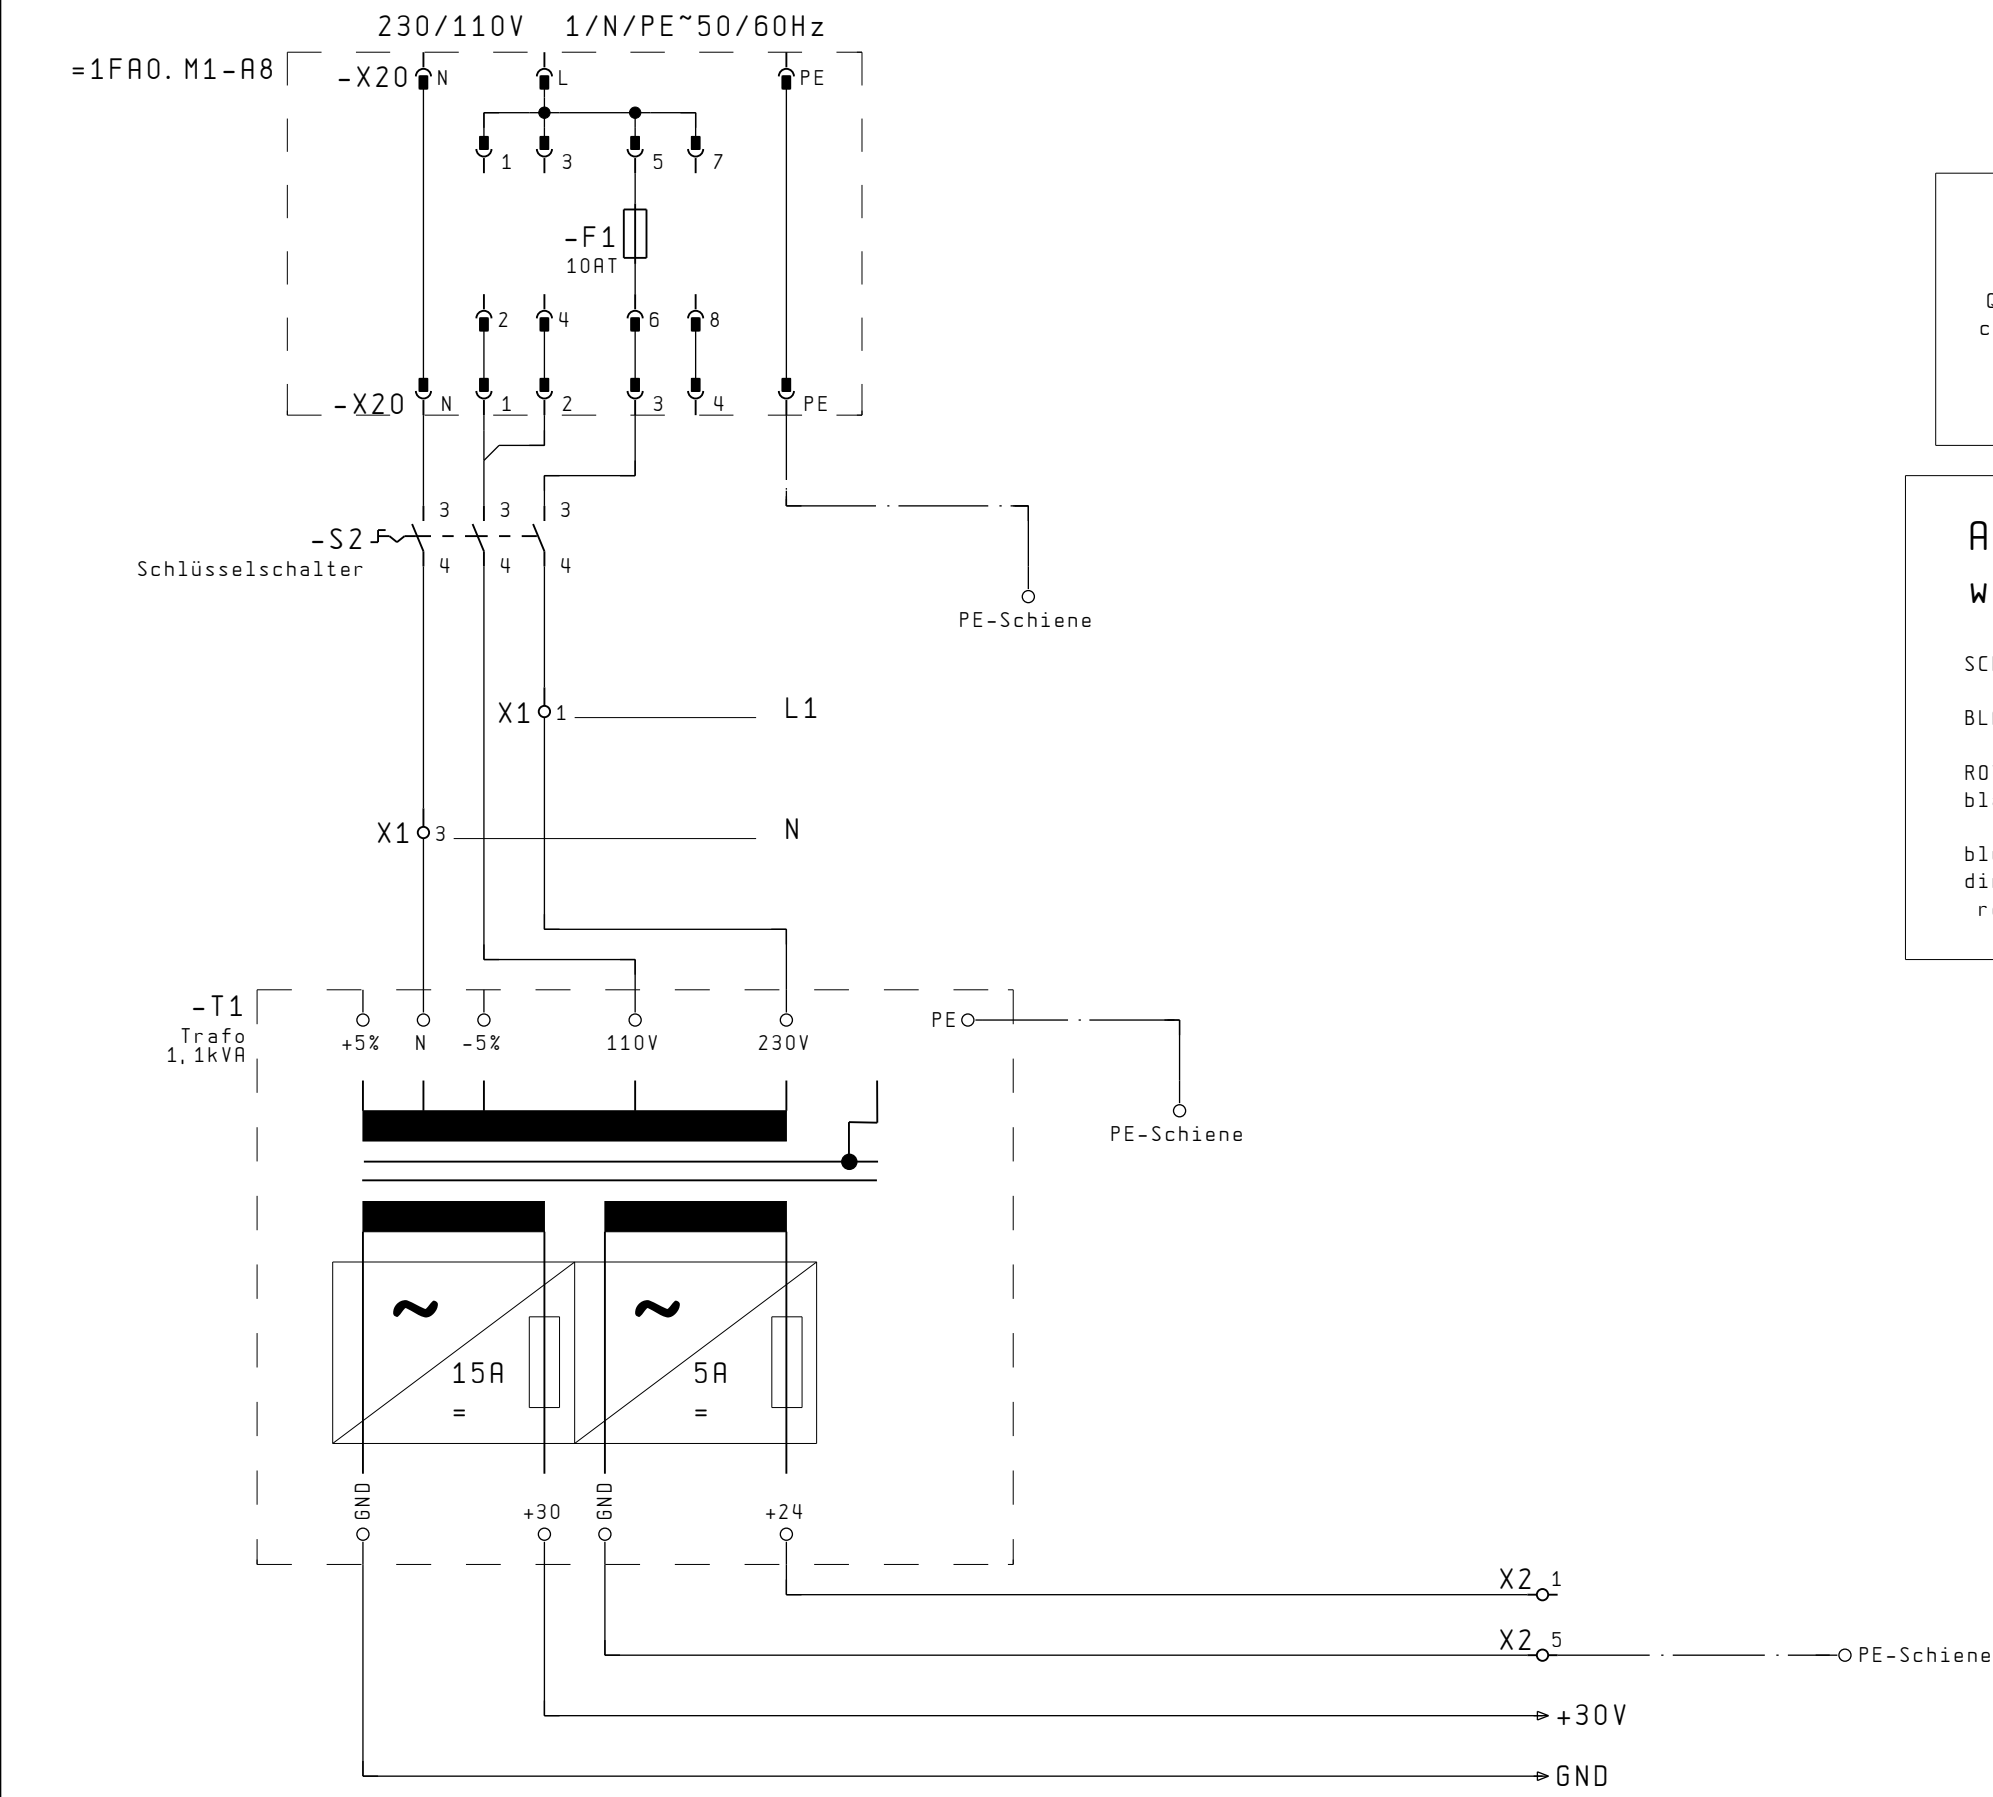 230/110V 1/N/PE~50/60Hz
=1FA0.M1-A8
-X20 N L PE
1 3 5 7
-F1
10AT
2 4 6 8
-X20 N 1 2 3 4 PE
3 3 3
-S2
Schlüsselschalter
4 4 4
PE-Schiene
X1 1 L1
X1 3 N
-T1
Trafo
1,1kVA
+5% N -5% 110V 230V PE
PE-Schiene
~ ~
15A 5A
= =
GND +30 GND +24
X2 1
X2 5 PE-Schiene
+30V
GND